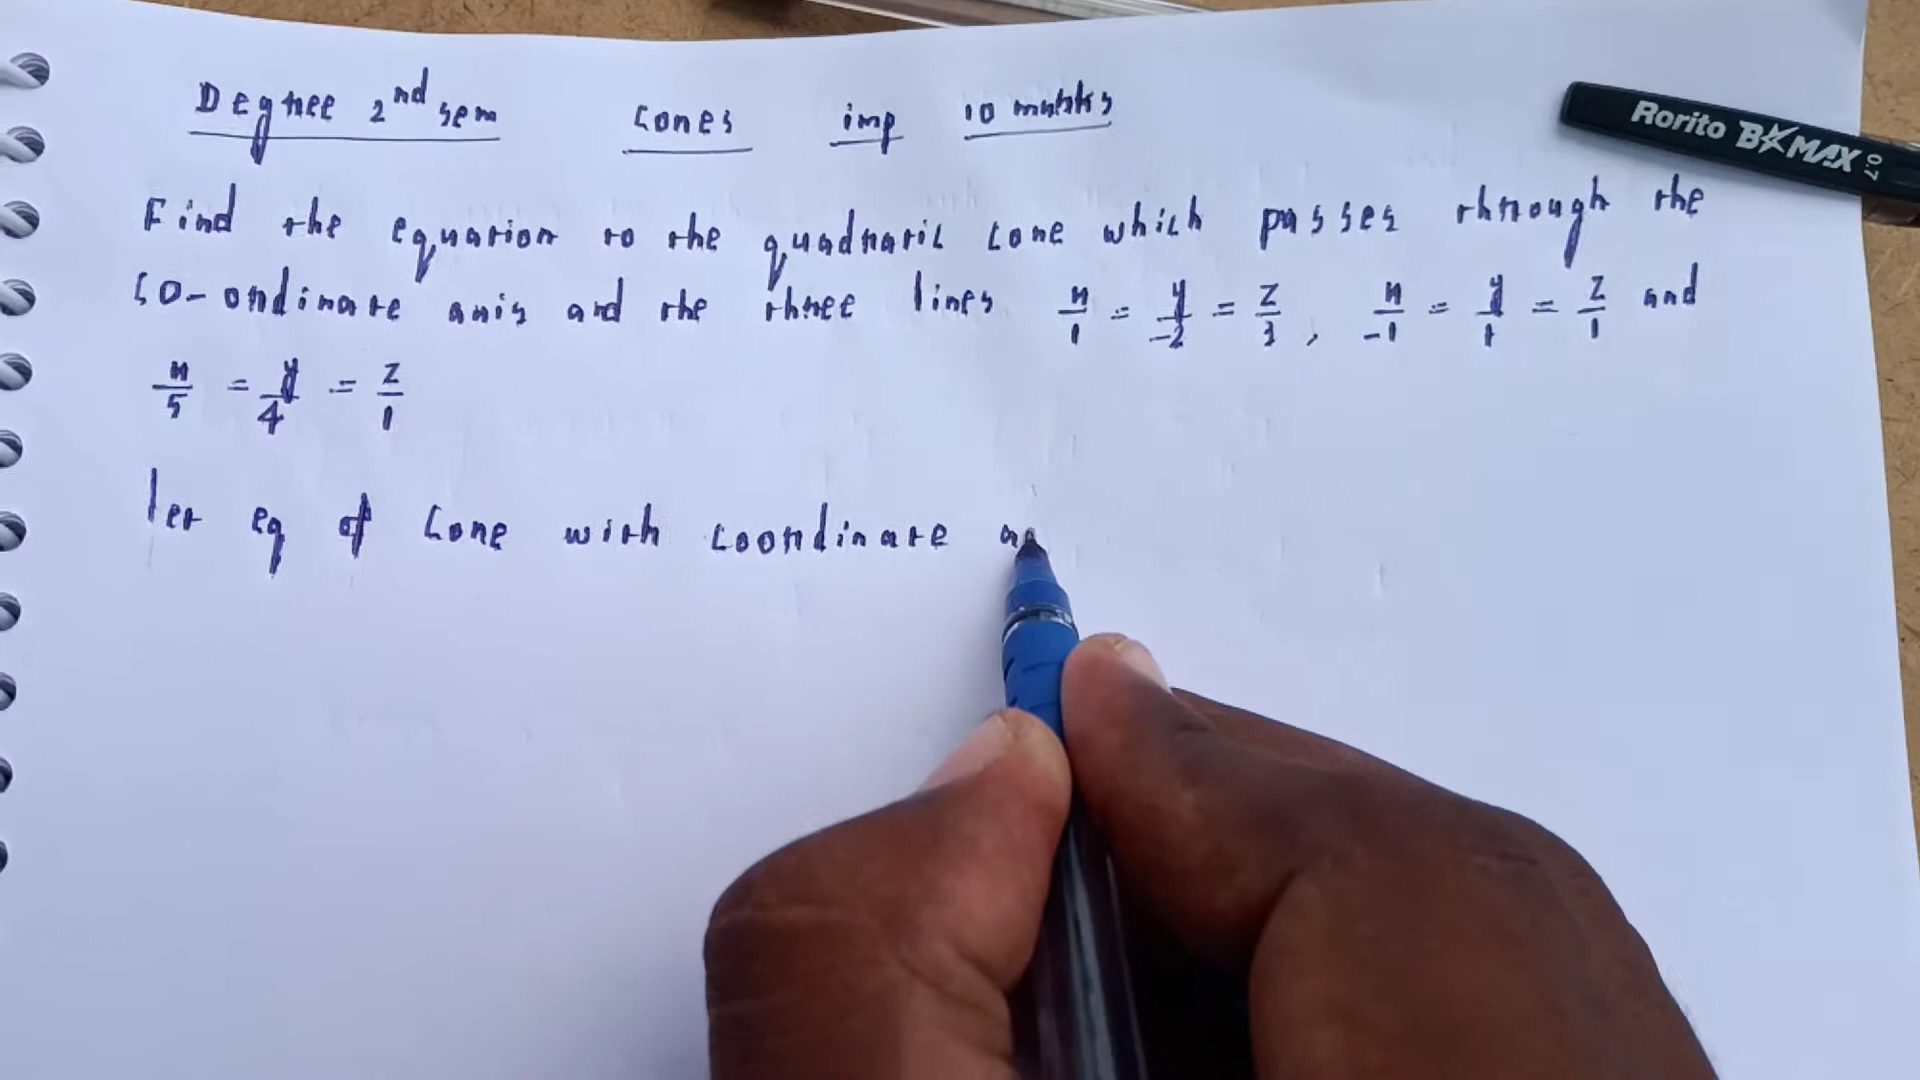 Degree 2nd sem cones imp 10 marks
Find the equation to the quadratic cone which passes through the
co-ordinate axis and the three lines x/1 = y/-2 = z/3 , x/-1 = y/1 = z/1 and
x/5 = y/4 = z/1
let eq of cone with coordinate
Rorito B MAX 0.7